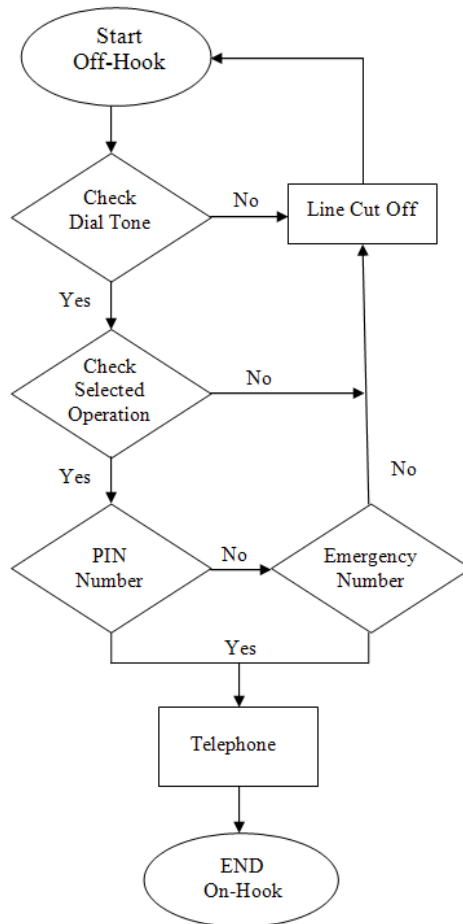 Start
Off-Hook
Check
Dial Tone
No
Line Cut Off
Yes
Check
Selected
Operation
No
Yes
No
PIN
Number
No
Emergency
Number
Yes
Telephone
END
On-Hook